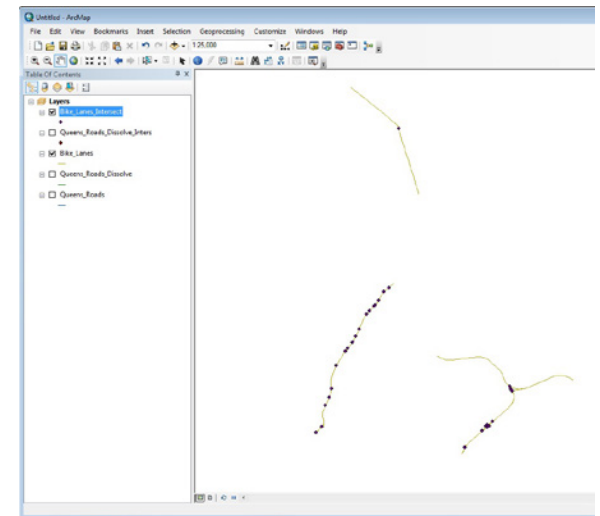 Untitled - ArcMap
File Edit View Bookmarks Insert Selection Geoprocessing Customize Windows Help
1:25,000
Table Of Contents
Layers
Bike_Lanes_Intersect
Queens_Roads_Dissolve_Inters
Bike_Lanes
Queens_Roads_Dissolve
Queens_Roads